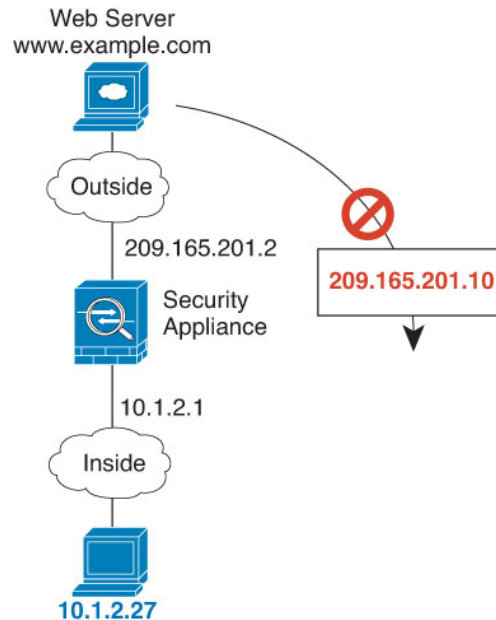 Web Server
www.example.com
Outside
209.165.201.2
209.165.201.10
Security
Appliance
10.1.2.1
Inside
10.1.2.27